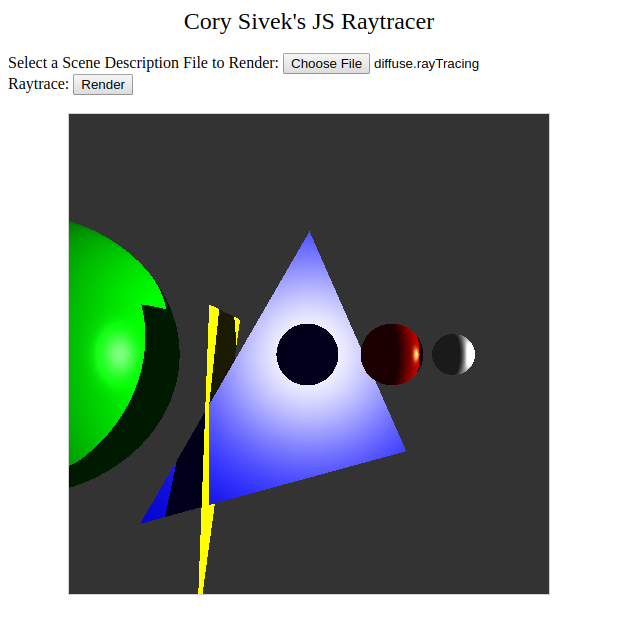 Cory Sivek's JS Raytracer
Select a Scene Description File to Render: Choose File diffuse.rayTracing
Raytrace: Render